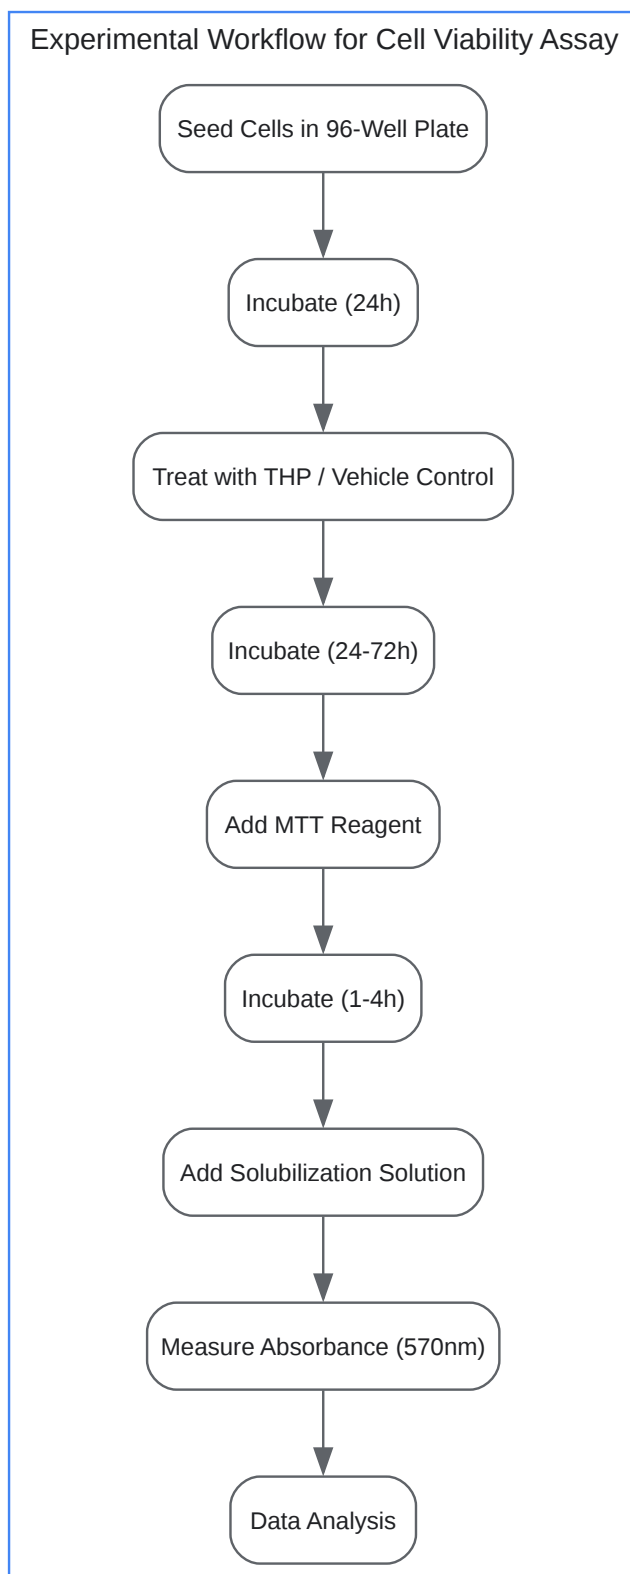 Experimental Workflow for Cell Viability Assay
Seed Cells in 96-Well Plate
Incubate (24h)
Treat with THP / Vehicle Control
Incubate (24-72h)
Add MTT Reagent
Incubate (1-4h)
Add Solubilization Solution
Measure Absorbance (570nm)
Data Analysis